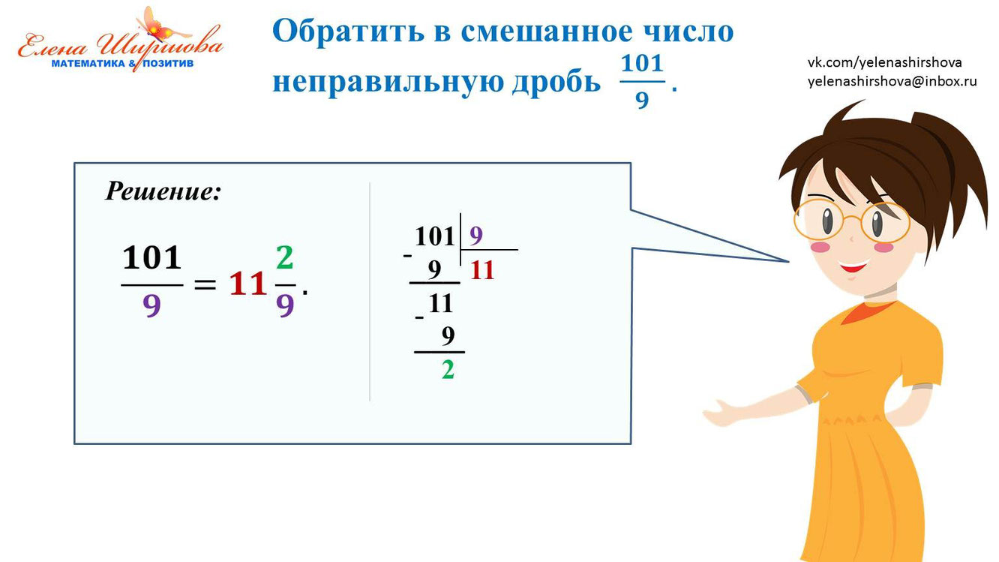 Елена Ширшова
МАТЕМАТИКА & ПОЗИТИВ
Обратить в смешанное число
неправильную дробь 101/9.
vk.com/yelenashirshova
yelenashirshova@inbox.ru
Решение:
101/9 = 11 2/9.
101 9
- 9 11
- 11
9
2